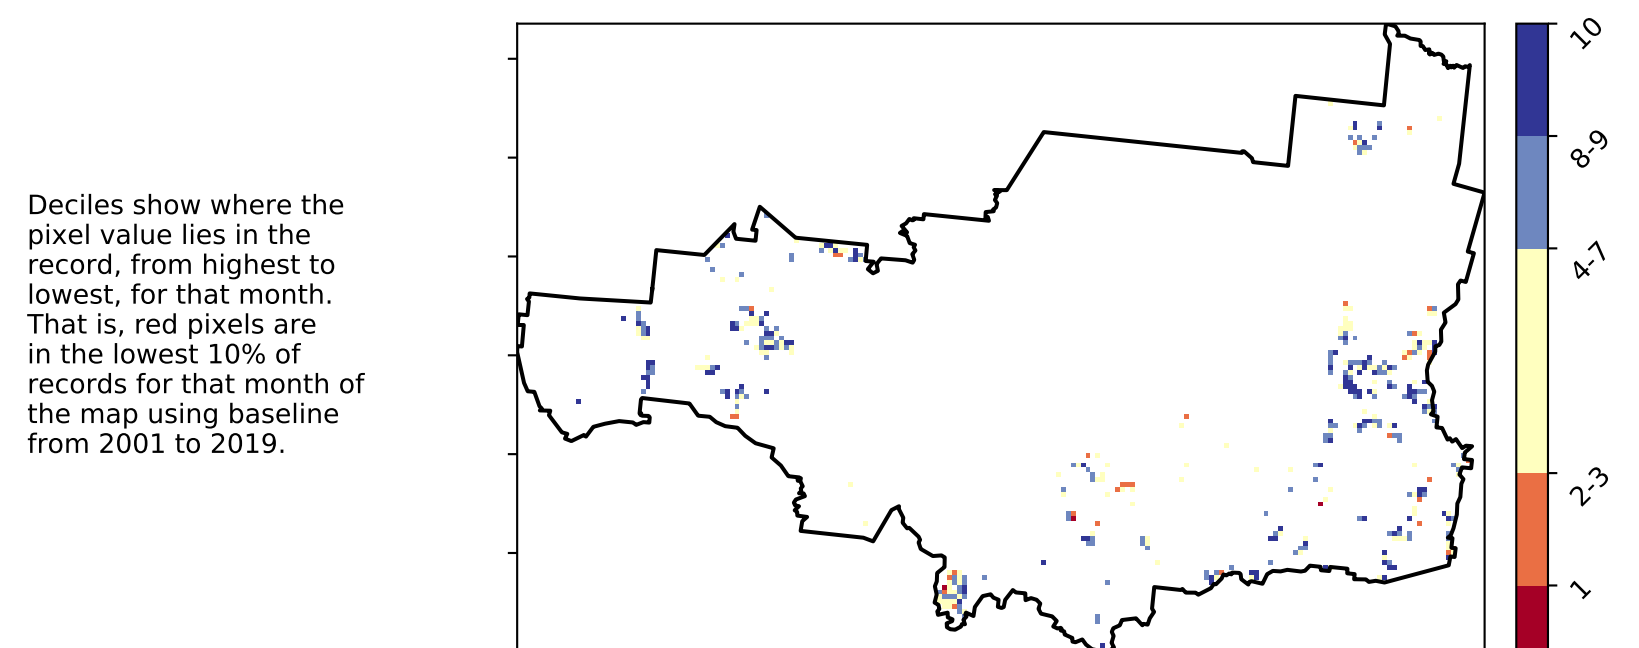 Deciles show where the
pixel value lies in the
record, from highest to
lowest, for that month.
That is, red pixels are
in the lowest 10% of
records for that month of
the map using baseline
from 2001 to 2019.
10
8-9
4-7
2-3
1